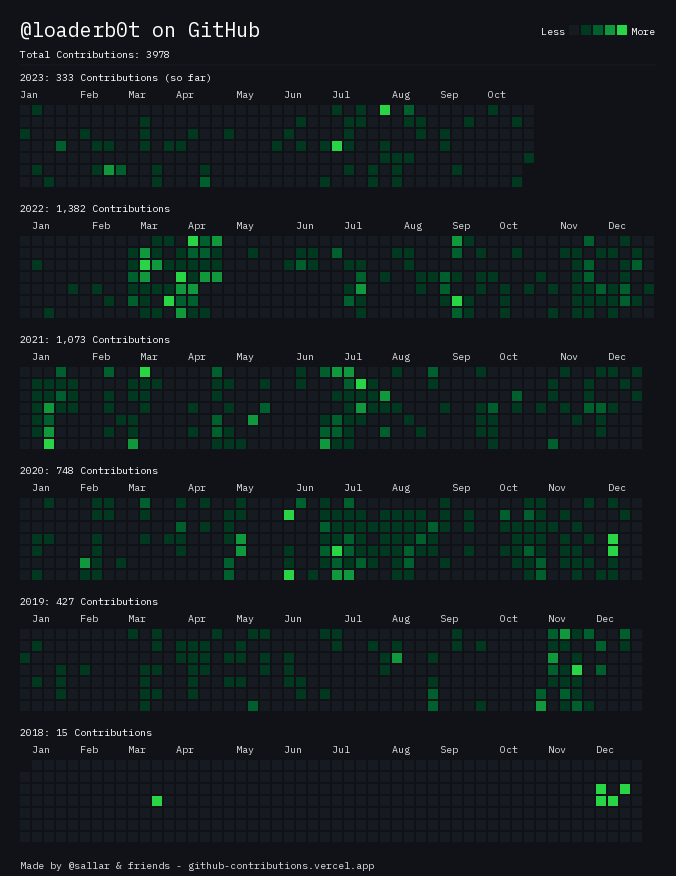 @loaderb0t on GitHub
Less More
Total Contributions: 3978
2023: 333 Contributions (so far)
Jan Feb Mar Apr May Jun Jul Aug Sep Oct
2022: 1,382 Contributions
Jan Feb Mar Apr Jun Jul Aug Sep Oct Nov Dec
2021: 1,073 Contributions
Jan Feb Mar Apr May Jun Jul Aug Sep Oct Nov Dec
2020: 748 Contributions
Jan Feb Mar Apr May Jun Jul Aug Sep Oct Nov Dec
2019: 427 Contributions
Jan Feb Mar Apr May Jun Jul Aug Sep Oct Nov Dec
2018: 15 Contributions
Jan Feb Mar Apr May Jun Jul Aug Sep Oct Nov Dec
Made by @sallar & friends - github-contributions.vercel.app